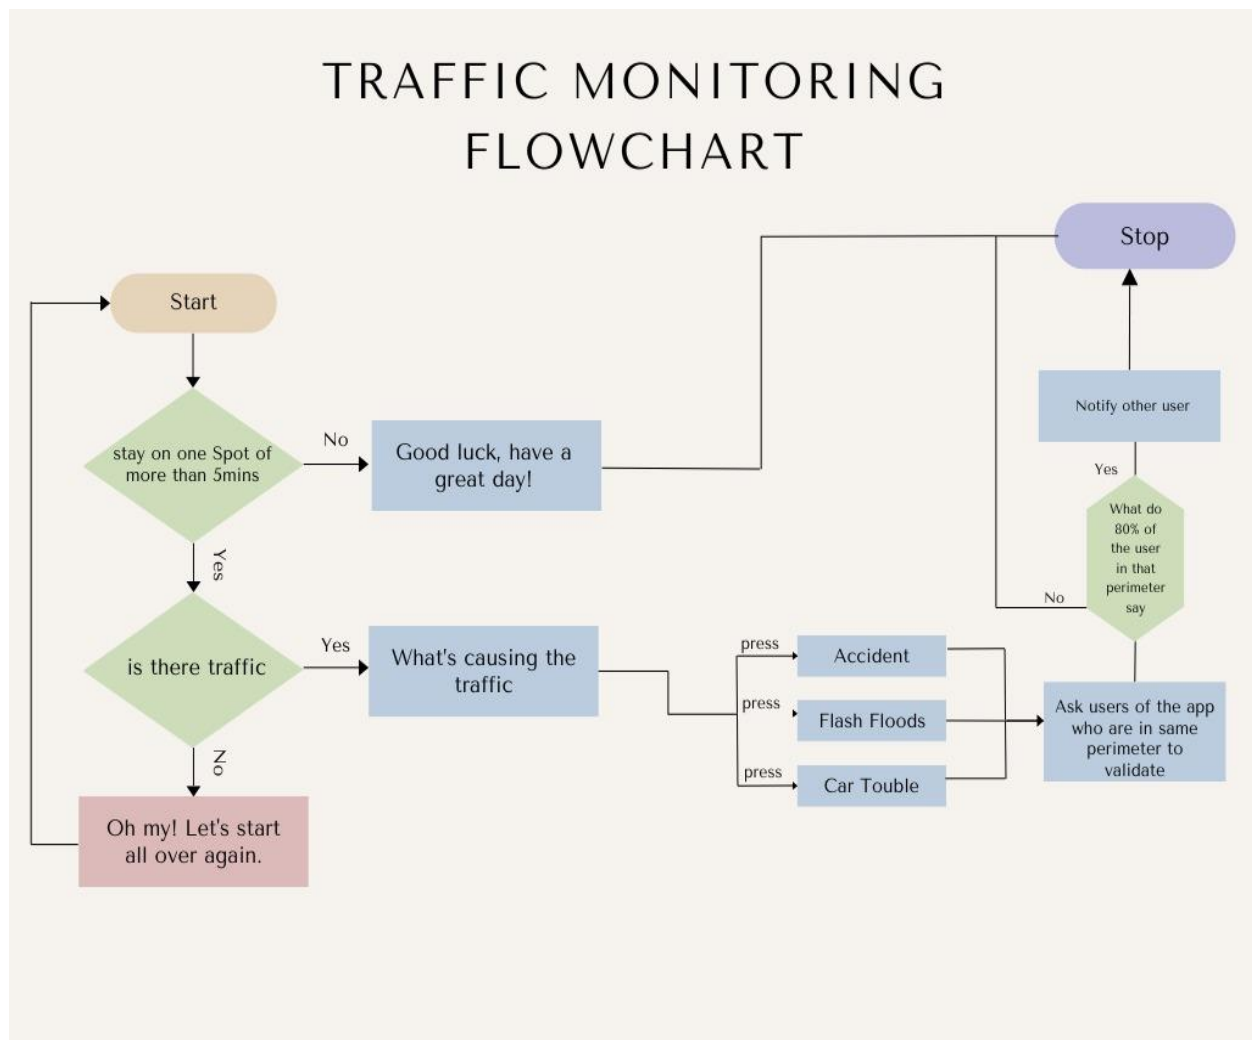 TRAFFIC MONITORING
FLOWCHART
Stop
Start
Notify other user
No
Good luck, have a
great day!
stay on one Spot of
more than 5mins
Yes
Yes
What do
80% of
the user
in that
perimeter
say
No
is there traffic
Yes
What's causing the
traffic
press
Accident
press
Flash Floods
press
Car Touble
Ask users of the app
who are in same
perimeter to
validate
No
Oh my! Let's start
all over again.